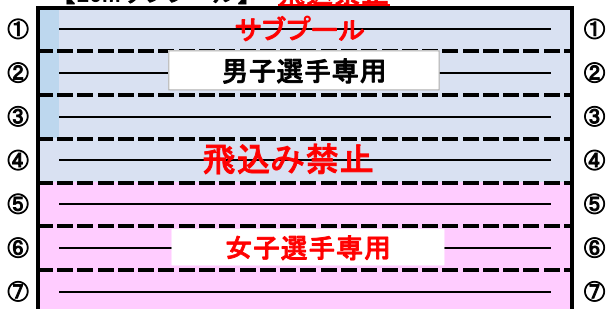 ① サブプール ①
② 男子選手専用 ②
③ ③
④ 飛込み禁止 ④
⑤ ⑤
⑥ 女子選手専用 ⑥
⑦ ⑦